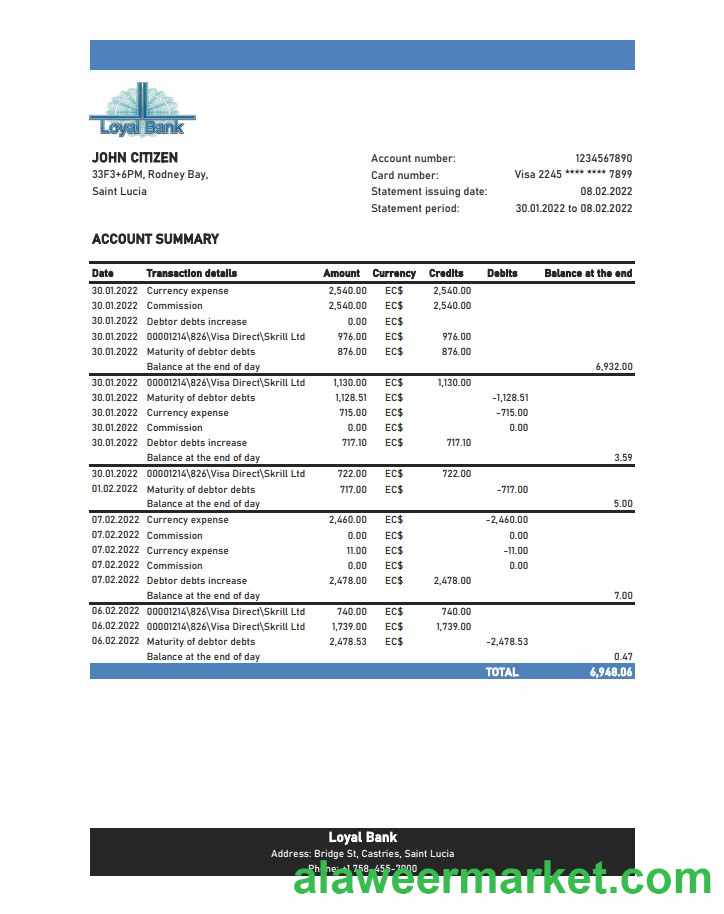 Loyal Bank
JOHN CITIZEN
33F3+6PM, Rodney Bay,
Saint Lucia
Account number: 1234567890
Card number: Visa 2245 **** **** 7899
Statement issuing date: 08.02.2022
Statement period: 30.01.2022 to 08.02.2022
ACCOUNT SUMMARY
Date Transaction details Amount Currency Credits Debits Balance at the end
30.01.2022 Currency expense 2,540.00 EC$ 2,540.00
30.01.2022 Commission 2,540.00 EC$ 2,540.00
30.01.2022 Debtor debts increase 0.00 EC$
30.01.2022 00001214\826\Visa Direct\Skrill Ltd 976.00 EC$ 976.00
30.01.2022 Maturity of debtor debts 876.00 EC$ 876.00
Balance at the end of day 6,932.00
30.01.2022 00001214\826\Visa Direct\Skrill Ltd 1,130.00 EC$ 1,130.00
30.01.2022 Maturity of debtor debts 1,128.51 EC$ -1,128.51
30.01.2022 Currency expense 715.00 EC$ -715.00
30.01.2022 Commission 0.00 EC$ 0.00
30.01.2022 Debtor debts increase 717.10 EC$ 717.10
Balance at the end of day 3.59
30.01.2022 00001214\826\Visa Direct\Skrill Ltd 722.00 EC$ 722.00
01.02.2022 Maturity of debtor debts 717.00 EC$ -717.00
Balance at the end of day 5.00
07.02.2022 Currency expense 2,460.00 EC$ -2,460.00
07.02.2022 Commission 0.00 EC$ 0.00
07.02.2022 Currency expense 11.00 EC$ -11.00
07.02.2022 Commission 0.00 EC$ 0.00
07.02.2022 Debtor debts increase 2,478.00 EC$ 2,478.00
Balance at the end of day 7.00
06.02.2022 00001214\826\Visa Direct\Skrill Ltd 740.00 EC$ 740.00
06.02.2022 00001214\826\Visa Direct\Skrill Ltd 1,739.00 EC$ 1,739.00
06.02.2022 Maturity of debtor debts 2,478.53 EC$ -2,478.53
Balance at the end of day 0.47
TOTAL 6,948.06
Loyal Bank
Address: Bridge St, Castries, Saint Lucia
Phone: +1 758-455-7000
alaweermarket.com